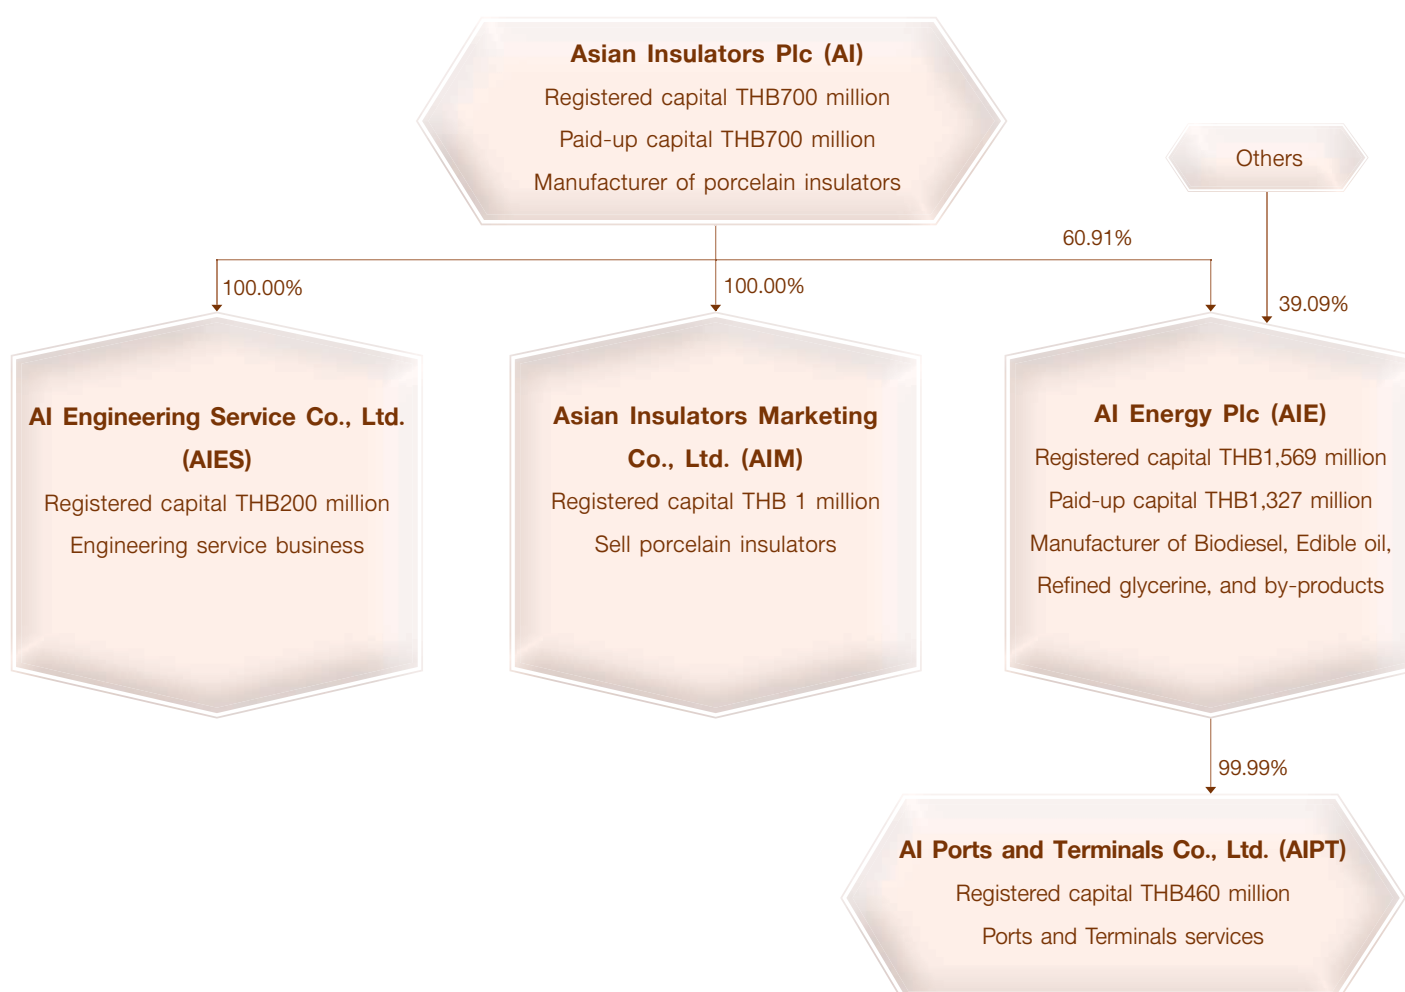 Asian Insulators Plc (AI)
Registered capital THB700 million
Paid-up capital THB700 million
Manufacturer of porcelain insulators
Others
60.91%
100.00%
100.00%
39.09%
AI Engineering Service Co., Ltd.
(AIES)
Registered capital THB200 million
Engineering service business
Asian Insulators Marketing
Co., Ltd. (AIM)
Registered capital THB 1 million
Sell porcelain insulators
AI Energy Plc (AIE)
Registered capital THB1,569 million
Paid-up capital THB1,327 million
Manufacturer of Biodiesel, Edible oil,
Refined glycerine, and by-products
99.99%
AI Ports and Terminals Co., Ltd. (AIPT)
Registered capital THB460 million
Ports and Terminals services